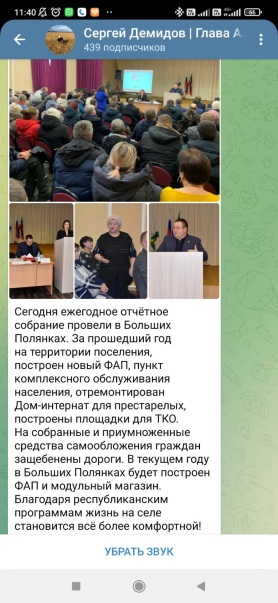 11:40
66
Сергей Демидов | Глава А
439 подписчиков
Сегодня ежегодное отчётное
собрание провели в Больших
Полянках. За прошедший год
на территории поселения,
построен новый ФАП, пункт
комплексного обслуживания
населения, отремонтирован
Дом-интернат для престарелых,
построены площадки для ТКО.
На собранные и приумноженные
средства самообложения граждан
защебенены дороги. В текущем году
в Больших Полянках будет построен
ФАП и модульный магазин.
Благодаря республиканским
программам жизнь на селе
становится всё более комфортной!
УБРАТЬ ЗВУК